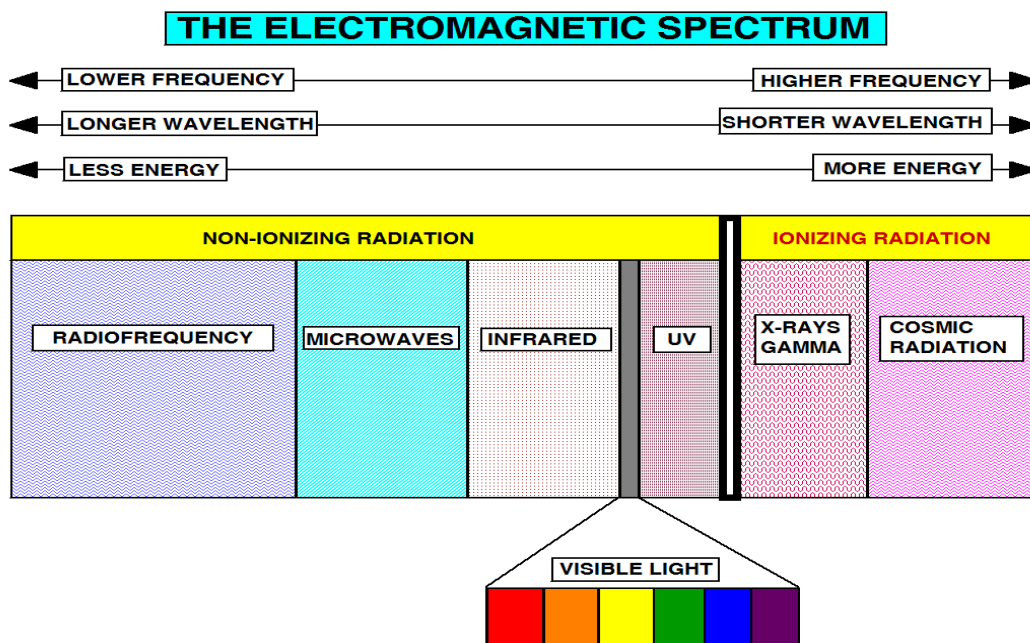 THE ELECTROMAGNETIC SPECTRUM
LOWER FREQUENCY HIGHER FREQUENCY
LONGER WAVELENGTH SHORTER WAVELENGTH
LESS ENERGY MORE ENERGY
NON-IONIZING RADIATION IONIZING RADIATION
RADIOFREQUENCY
MICROWAVES
INFRARED
UV
X-RAYS
GAMMA
COSMIC
RADIATION
VISIBLE LIGHT